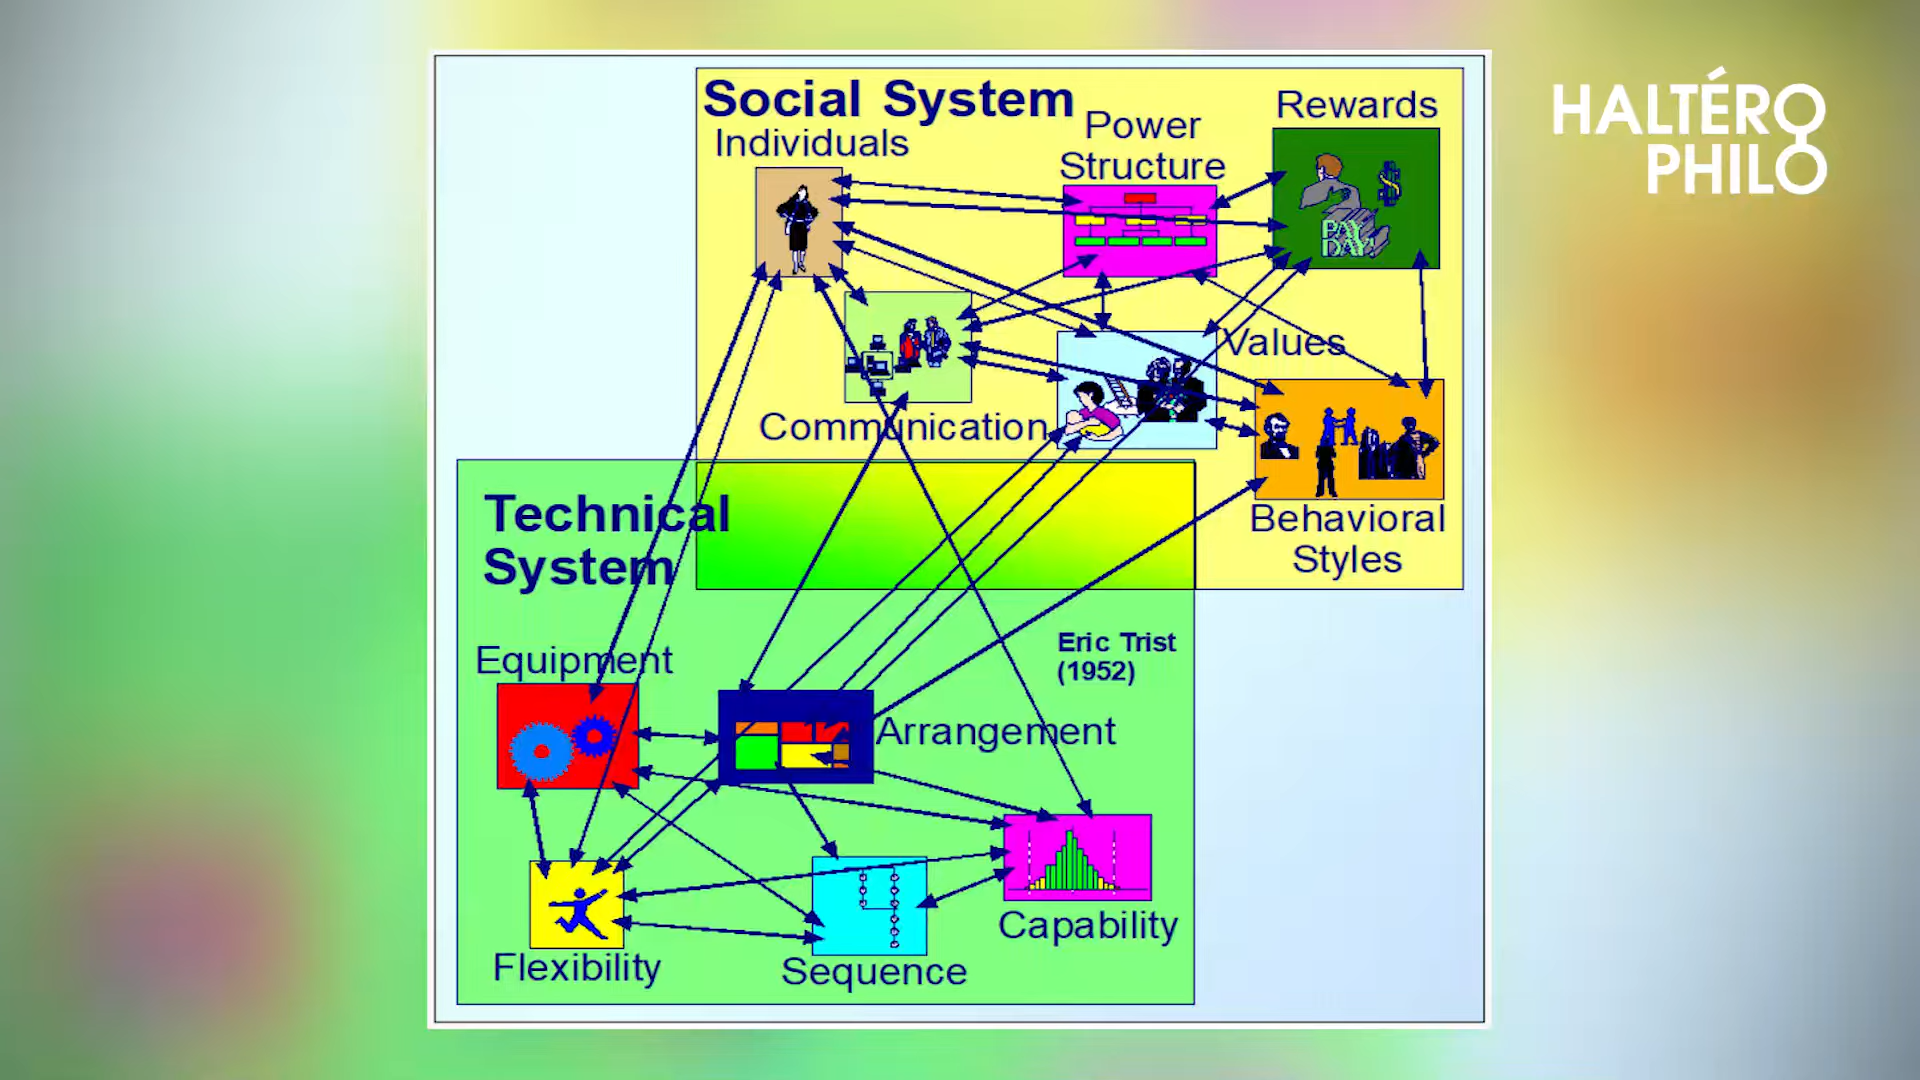 Social System
Individuals
Power
Structure
Rewards
HALTÉRO
PHILO
PAY
DAY!
$
Values
Communication
Behavioral
Styles
Technical
System
Eric Trist
(1952)
Equipment
Arrangement
Capability
Flexibility
Sequence